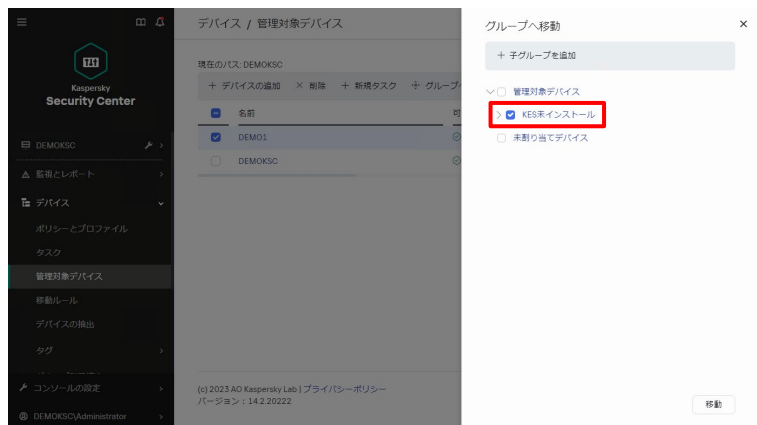 Kaspersky
Security Center
DEMOKSC
監視とレポート
デバイス
ポリシーとプロファイル
タスク
管理対象デバイス
移動ルール
デバイスの抽出
タグ
コンソールの設定
DEMOKSC\Administrator
デバイス / 管理対象デバイス
現在のパス: DEMOKSC
+ デバイスの追加 × 削除 + 新規タスク グループ
名前 可
DEMO1
DEMOKSC
(c) 2023 AO Kaspersky Lab | プライバシーポリシー
バージョン : 14.2.20222
グループへ移動
+ 子グループを追加
管理対象デバイス
KES未インストール
未割り当てデバイス
移動